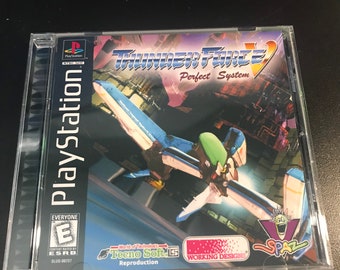 PlayStation
THUNDER FORCE V
Perfect System
EVERYONE
E
ESRB
Tecno Soft
Reproduction
WORKING DESIGNS
SPAZ